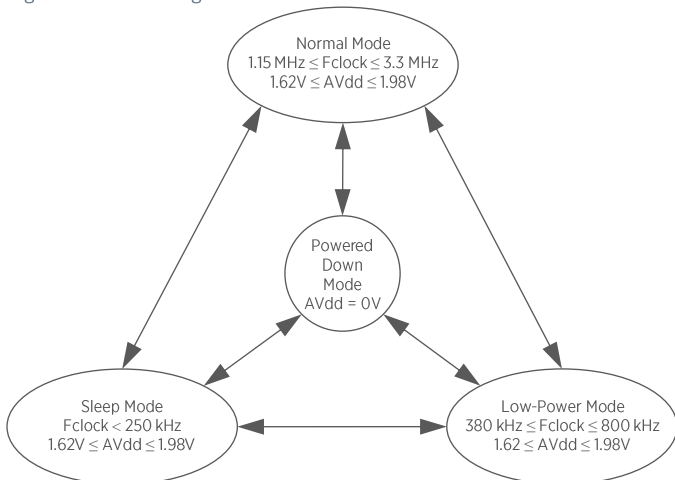 Normal Mode
1.15 MHz ≤ Fclock ≤ 3.3 MHz
1.62V ≤ AVdd ≤ 1.98V
Powered
Down
Mode
AVdd = 0V
Sleep Mode
Fclock < 250 kHz
1.62V ≤ AVdd ≤ 1.98V
Low-Power Mode
380 kHz ≤ Fclock ≤ 800 kHz
1.62 ≤ AVdd ≤ 1.98V